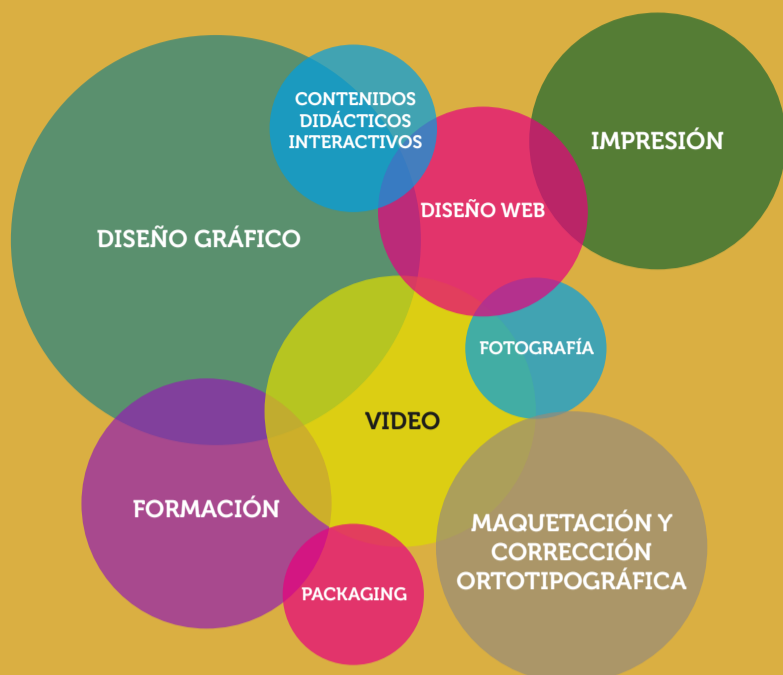 CONTENIDOS
DIDÁCTICOS
INTERACTIVOS
IMPRESIÓN
DISEÑO WEB
DISEÑO GRÁFICO
FOTOGRAFÍA
VIDEO
FORMACIÓN
MAQUETACIÓN Y
CORRECCIÓN
ORTOTIPOGRÁFICA
PACKAGING